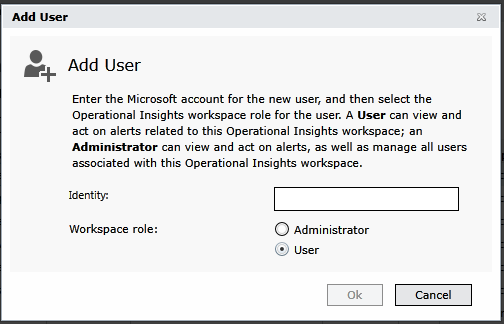 Add User
Add User
Enter the Microsoft account for the new user, and then select the
Operational Insights workspace role for the user. A User can view and
act on alerts related to this Operational Insights workspace; an
Administrator can view and act on alerts, as well as manage all users
associated with this Operational Insights workspace.
Identity:
Workspace role:
Administrator
User
Ok
Cancel